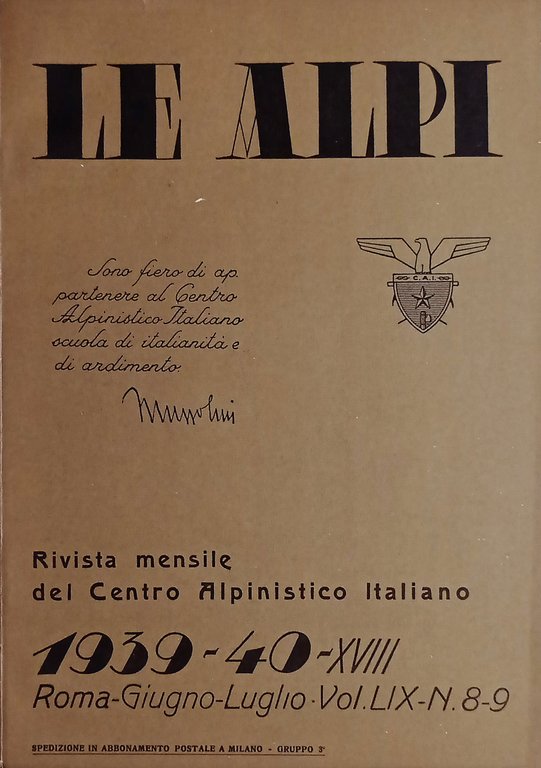 LE ALPI
C.A.I.
Sono fiero di ap.
partenere al Centro
Alpinistico Italiano
scuola di italianità e
di ardimento.
Mussolini
Rivista mensile
del Centro Alpinistico Italiano
1939-40-XVIII
Roma-Giugno-Luglio·Vol.LIX-N.8-9
SPEDIZIONE IN ABBONAMENTO POSTALE A MILANO - GRUPPO 3°